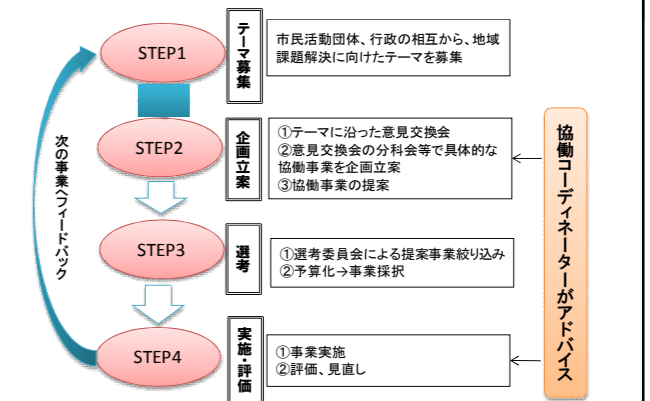 STEP1
テーマ募集
市民活動団体、行政の相互から、地域
課題解決に向けたテーマを募集
STEP2
企画立案
①テーマに沿った意見交換会
②意見交換会の分科会等で具体的な
協働事業を企画立案
③協働事業の提案
STEP3
選考
①選考委員会による提案事業絞り込み
②予算化→事業採択
STEP4
実施・評価
①事業実施
②評価、見直し
次の事業へフィードバック
協働コーディネーターがアドバイス